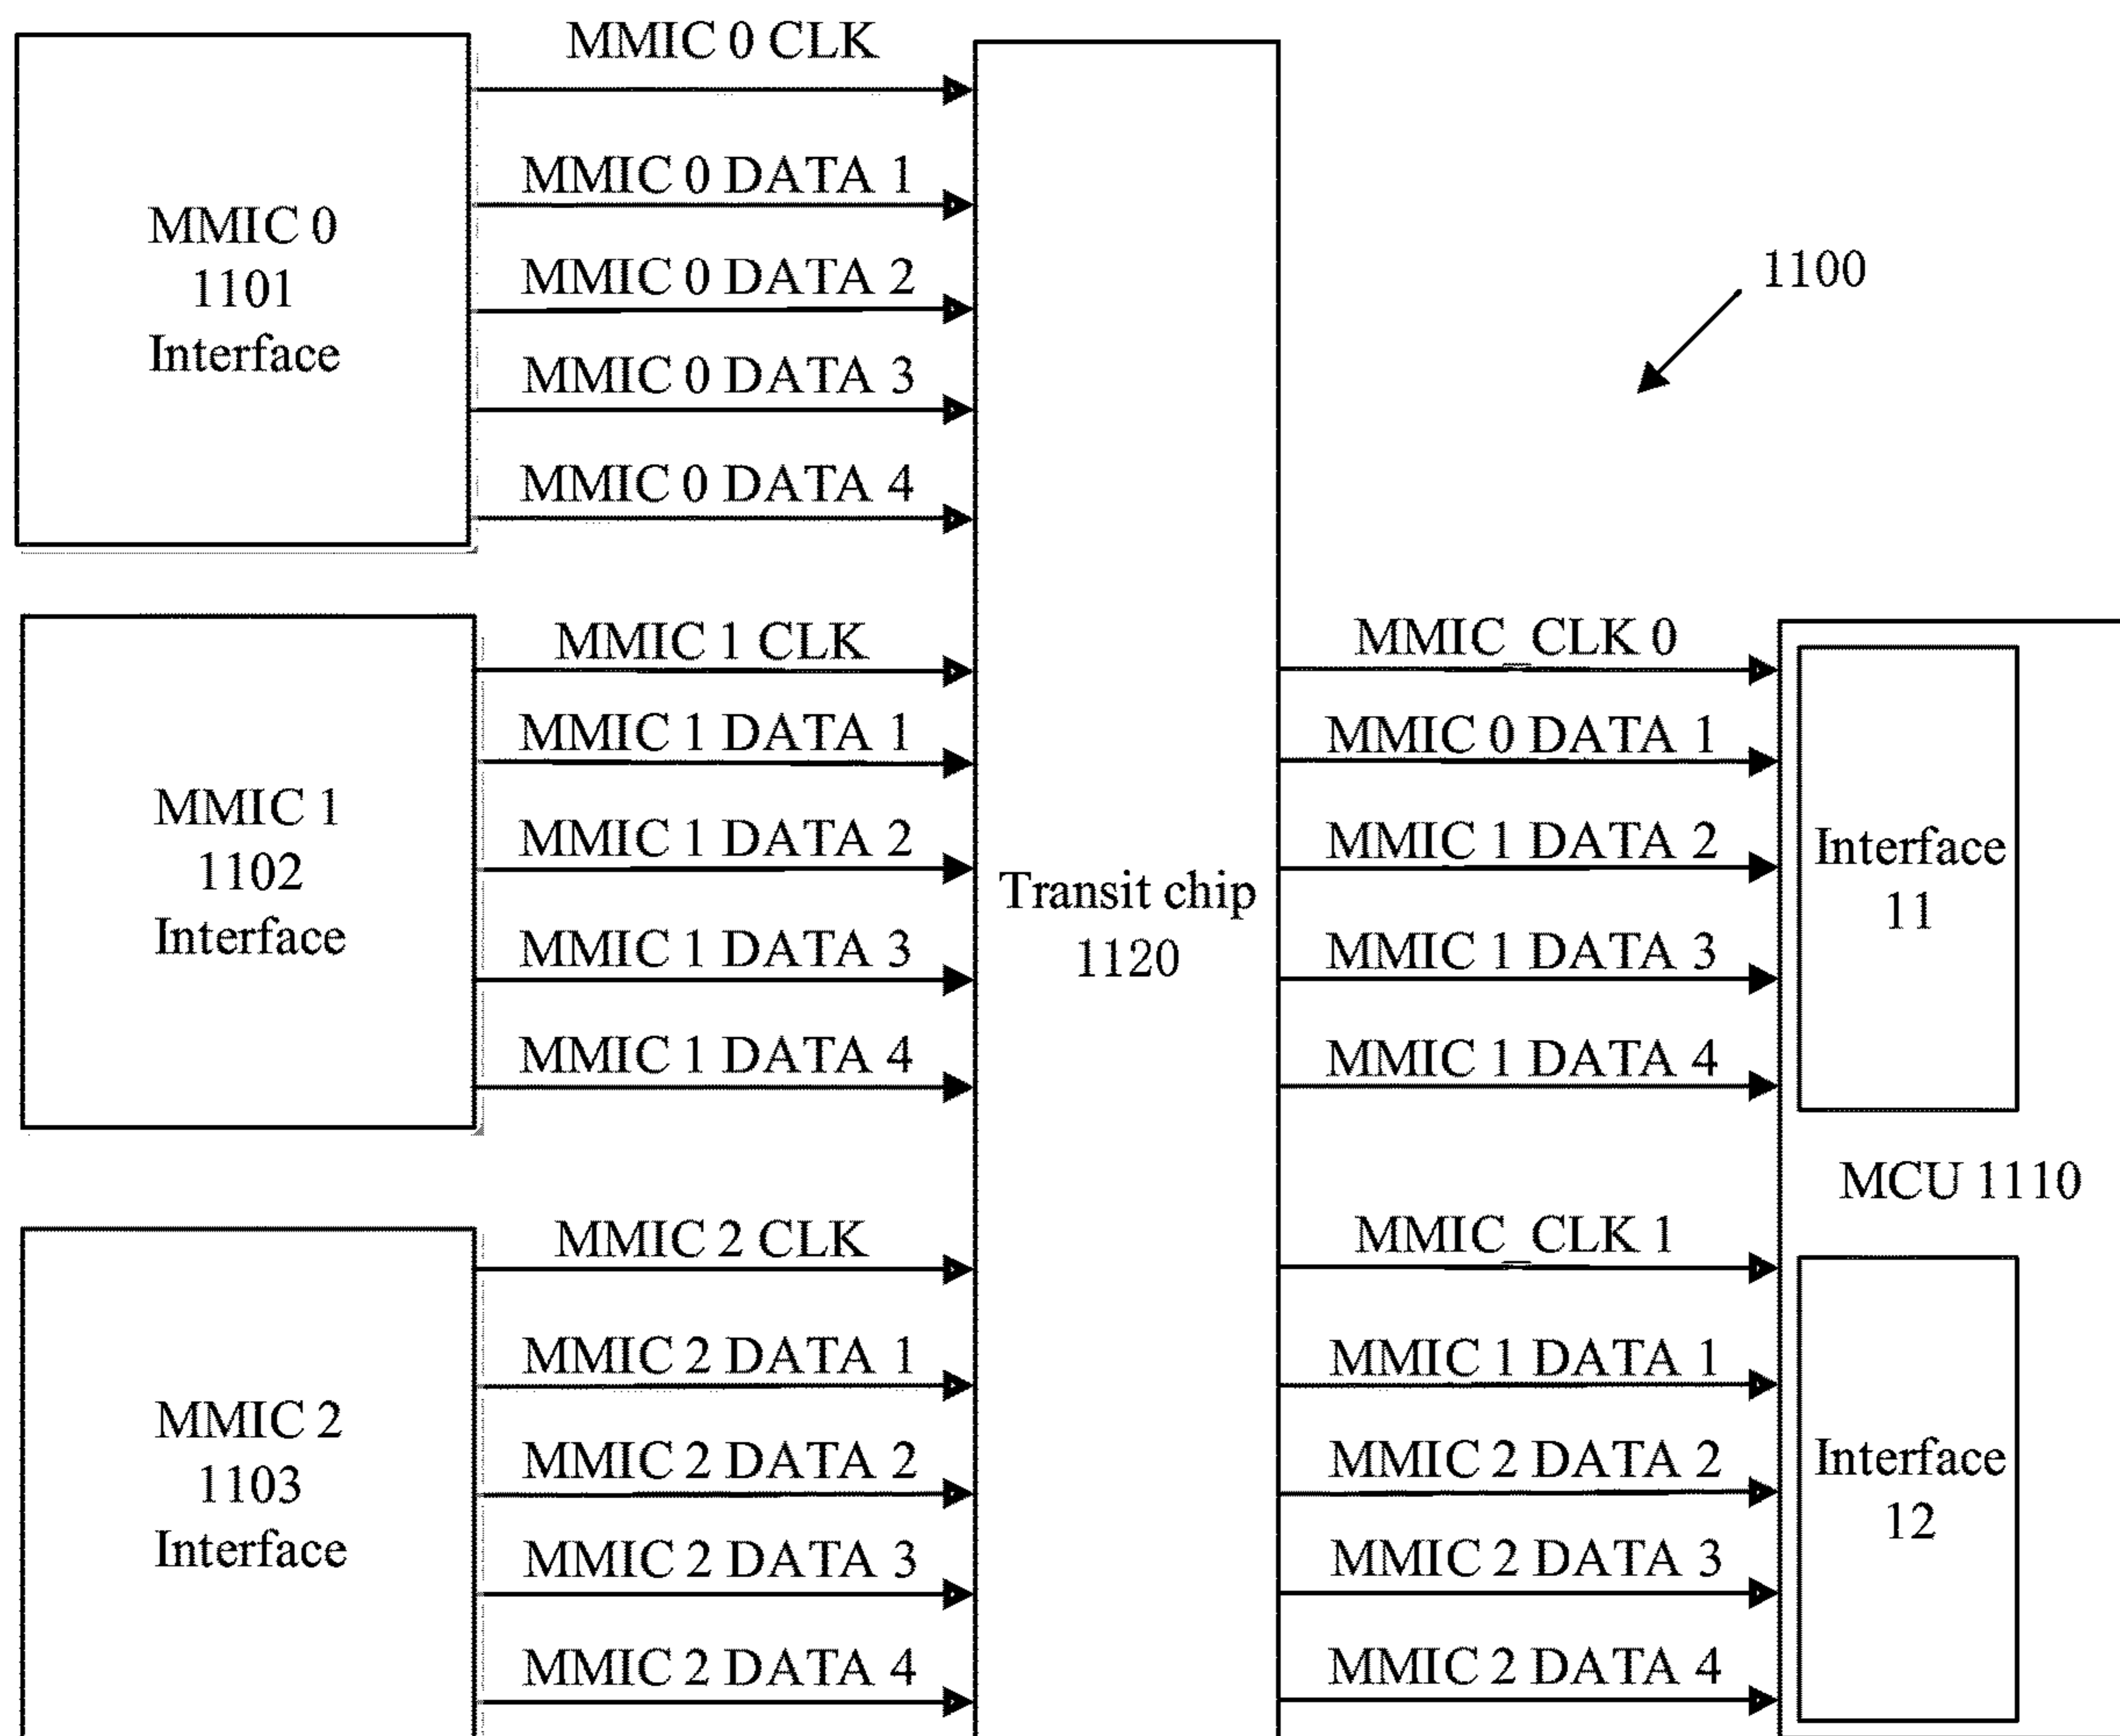 MMIC 0 CLK
MMIC 0 DATA 1
MMIC 0 DATA 2
MMIC 0 DATA 3
MMIC 0 DATA 4
MMIC 0
1101
Interface
MMIC 1 CLK
MMIC 1 DATA 1
MMIC 1 DATA 2
MMIC 1 DATA 3
MMIC 1 DATA 4
MMIC 1
1102
Interface
MMIC 2 CLK
MMIC 2 DATA 1
MMIC 2 DATA 2
MMIC 2 DATA 3
MMIC 2 DATA 4
MMIC 2
1103
Interface
Transit chip
1120
1100
MMIC_CLK 0
MMIC 0 DATA 1
MMIC 1 DATA 2
MMIC 1 DATA 3
MMIC 1 DATA 4
Interface
11
MCU 1110
MMIC_CLK 1
MMIC 1 DATA 1
MMIC 2 DATA 2
MMIC 2 DATA 3
MMIC 2 DATA 4
Interface
12